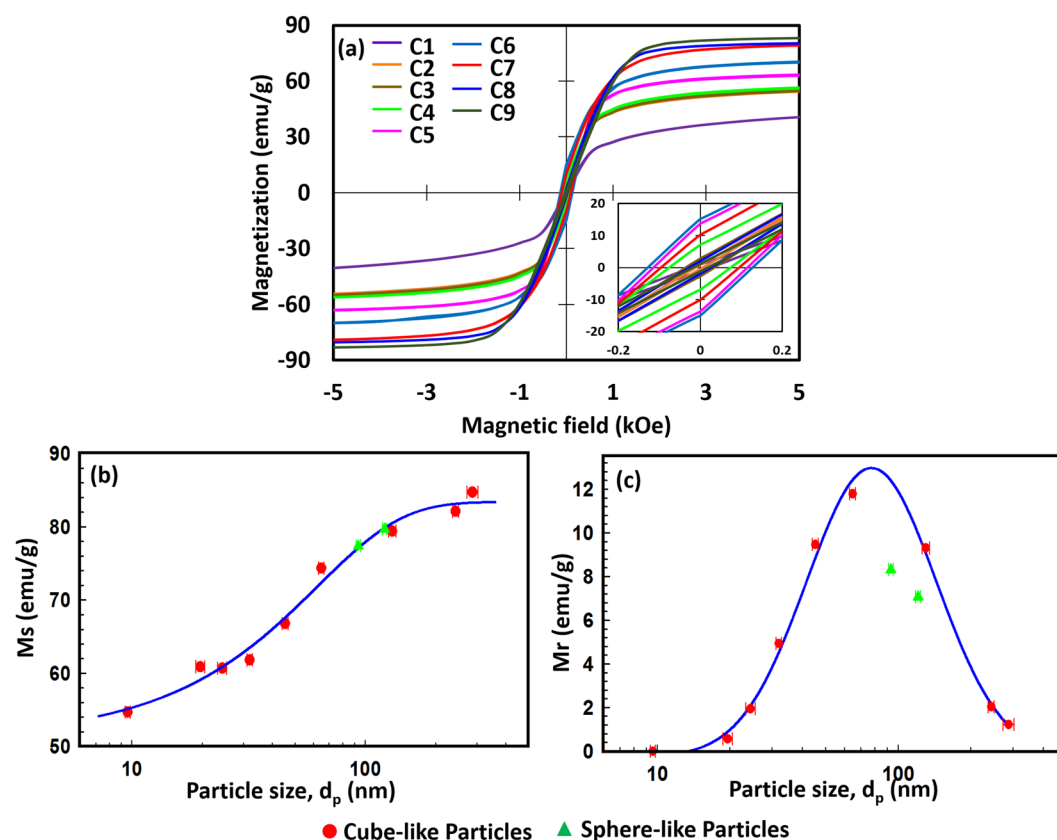 90
60
30
0
-30
-60
-90
Magnetization (emu/g)
(a)
C1
C2
C3
C4
C5
C6
C7
C8
C9
20
10
0
-10
-20
-0.2
0
0.2
-5
-3
-1
1
3
5
Magnetic field (kOe)
(b)
90
80
70
60
50
Ms (emu/g)
10
100
Particle size, dp (nm)
(c)
12
10
8
6
4
2
0
Mr (emu/g)
10
100
Particle size, dp (nm)
Cube-like Particles
Sphere-like Particles